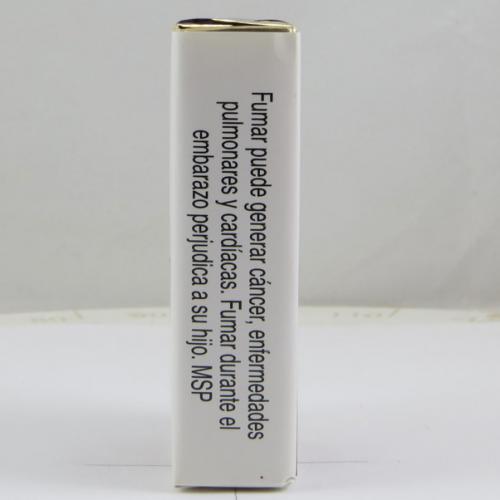 Fumar puede generar cáncer, enfermedades
pulmonares y cardíacas. Fumar durante el
embarazo perjudica a su hijo. MSP